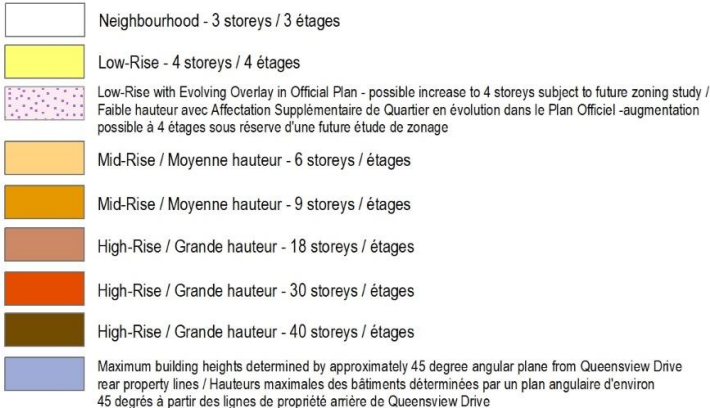 Neighbourhood - 3 storeys / 3 étages
Low-Rise - 4 storeys / 4 étages
Low-Rise with Evolving Overlay in Official Plan - possible increase to 4 storeys subject to future zoning study /
Faible hauteur avec Affectation Supplémentaire de Quartier en évolution dans le Plan Officiel -augmentation
possible à 4 étages sous réserve d'une future étude de zonage
Mid-Rise / Moyenne hauteur - 6 storeys / étages
Mid-Rise / Moyenne hauteur - 9 storeys / étages
High-Rise / Grande hauteur - 18 storeys / étages
High-Rise / Grande hauteur - 30 storeys / étages
High-Rise / Grande hauteur - 40 storeys / étages
Maximum building heights determined by approximately 45 degree angular plane from Queensview Drive
rear property lines / Hauteurs maximales des bâtiments déterminées par un plan angulaire d'environ
45 degrés à partir des lignes de propriété arrière de Queensview Drive